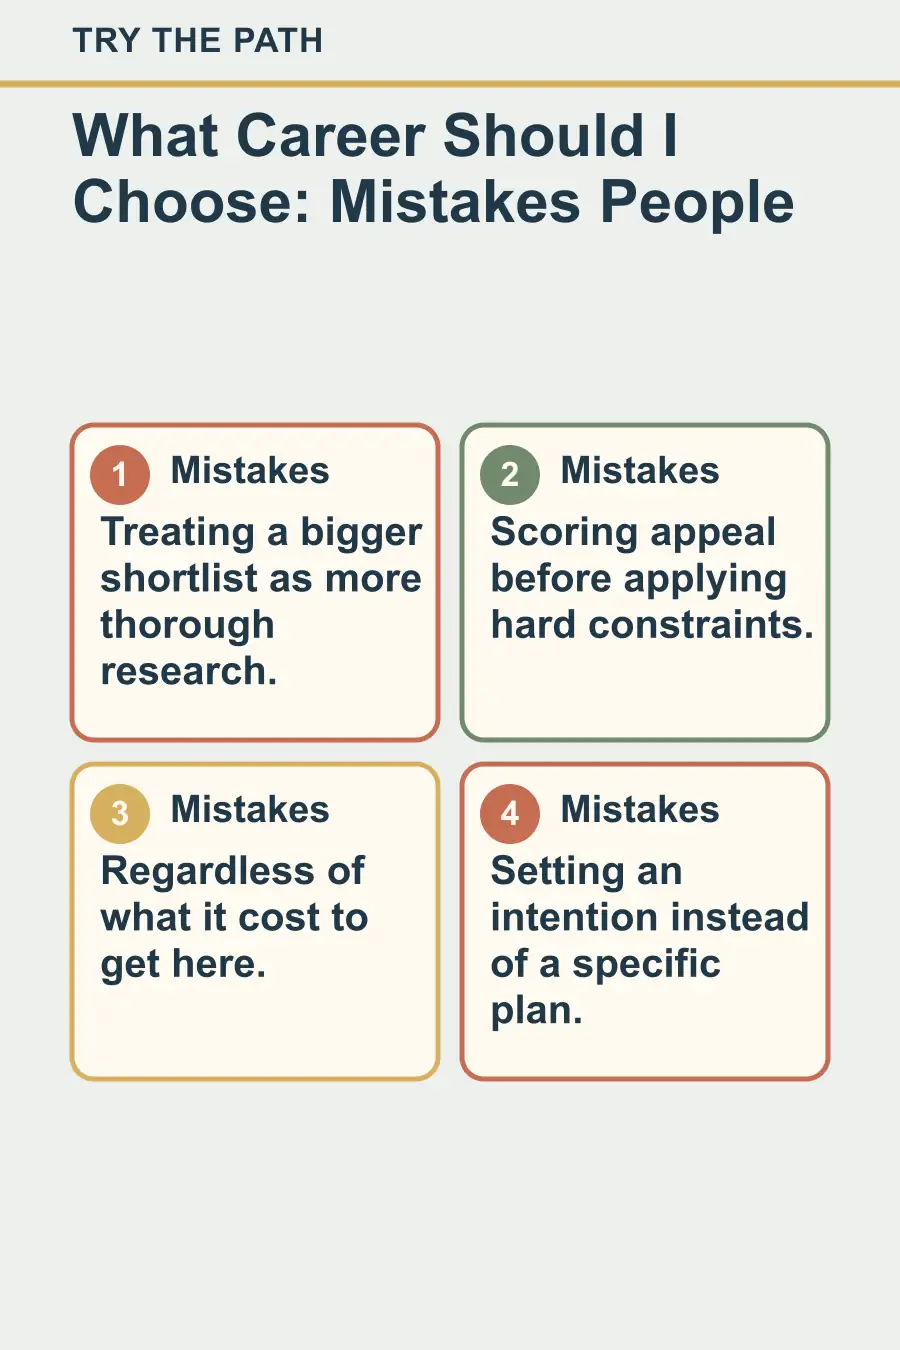 TRY THE PATH
What Career Should I
Choose: Mistakes People
1 Mistakes
Treating a bigger
shortlist as more
thorough
research.
2 Mistakes
Scoring appeal
before applying
hard constraints.
3 Mistakes
Regardless of
what it cost to
get here.
4 Mistakes
Setting an
intention instead
of a specific
plan.